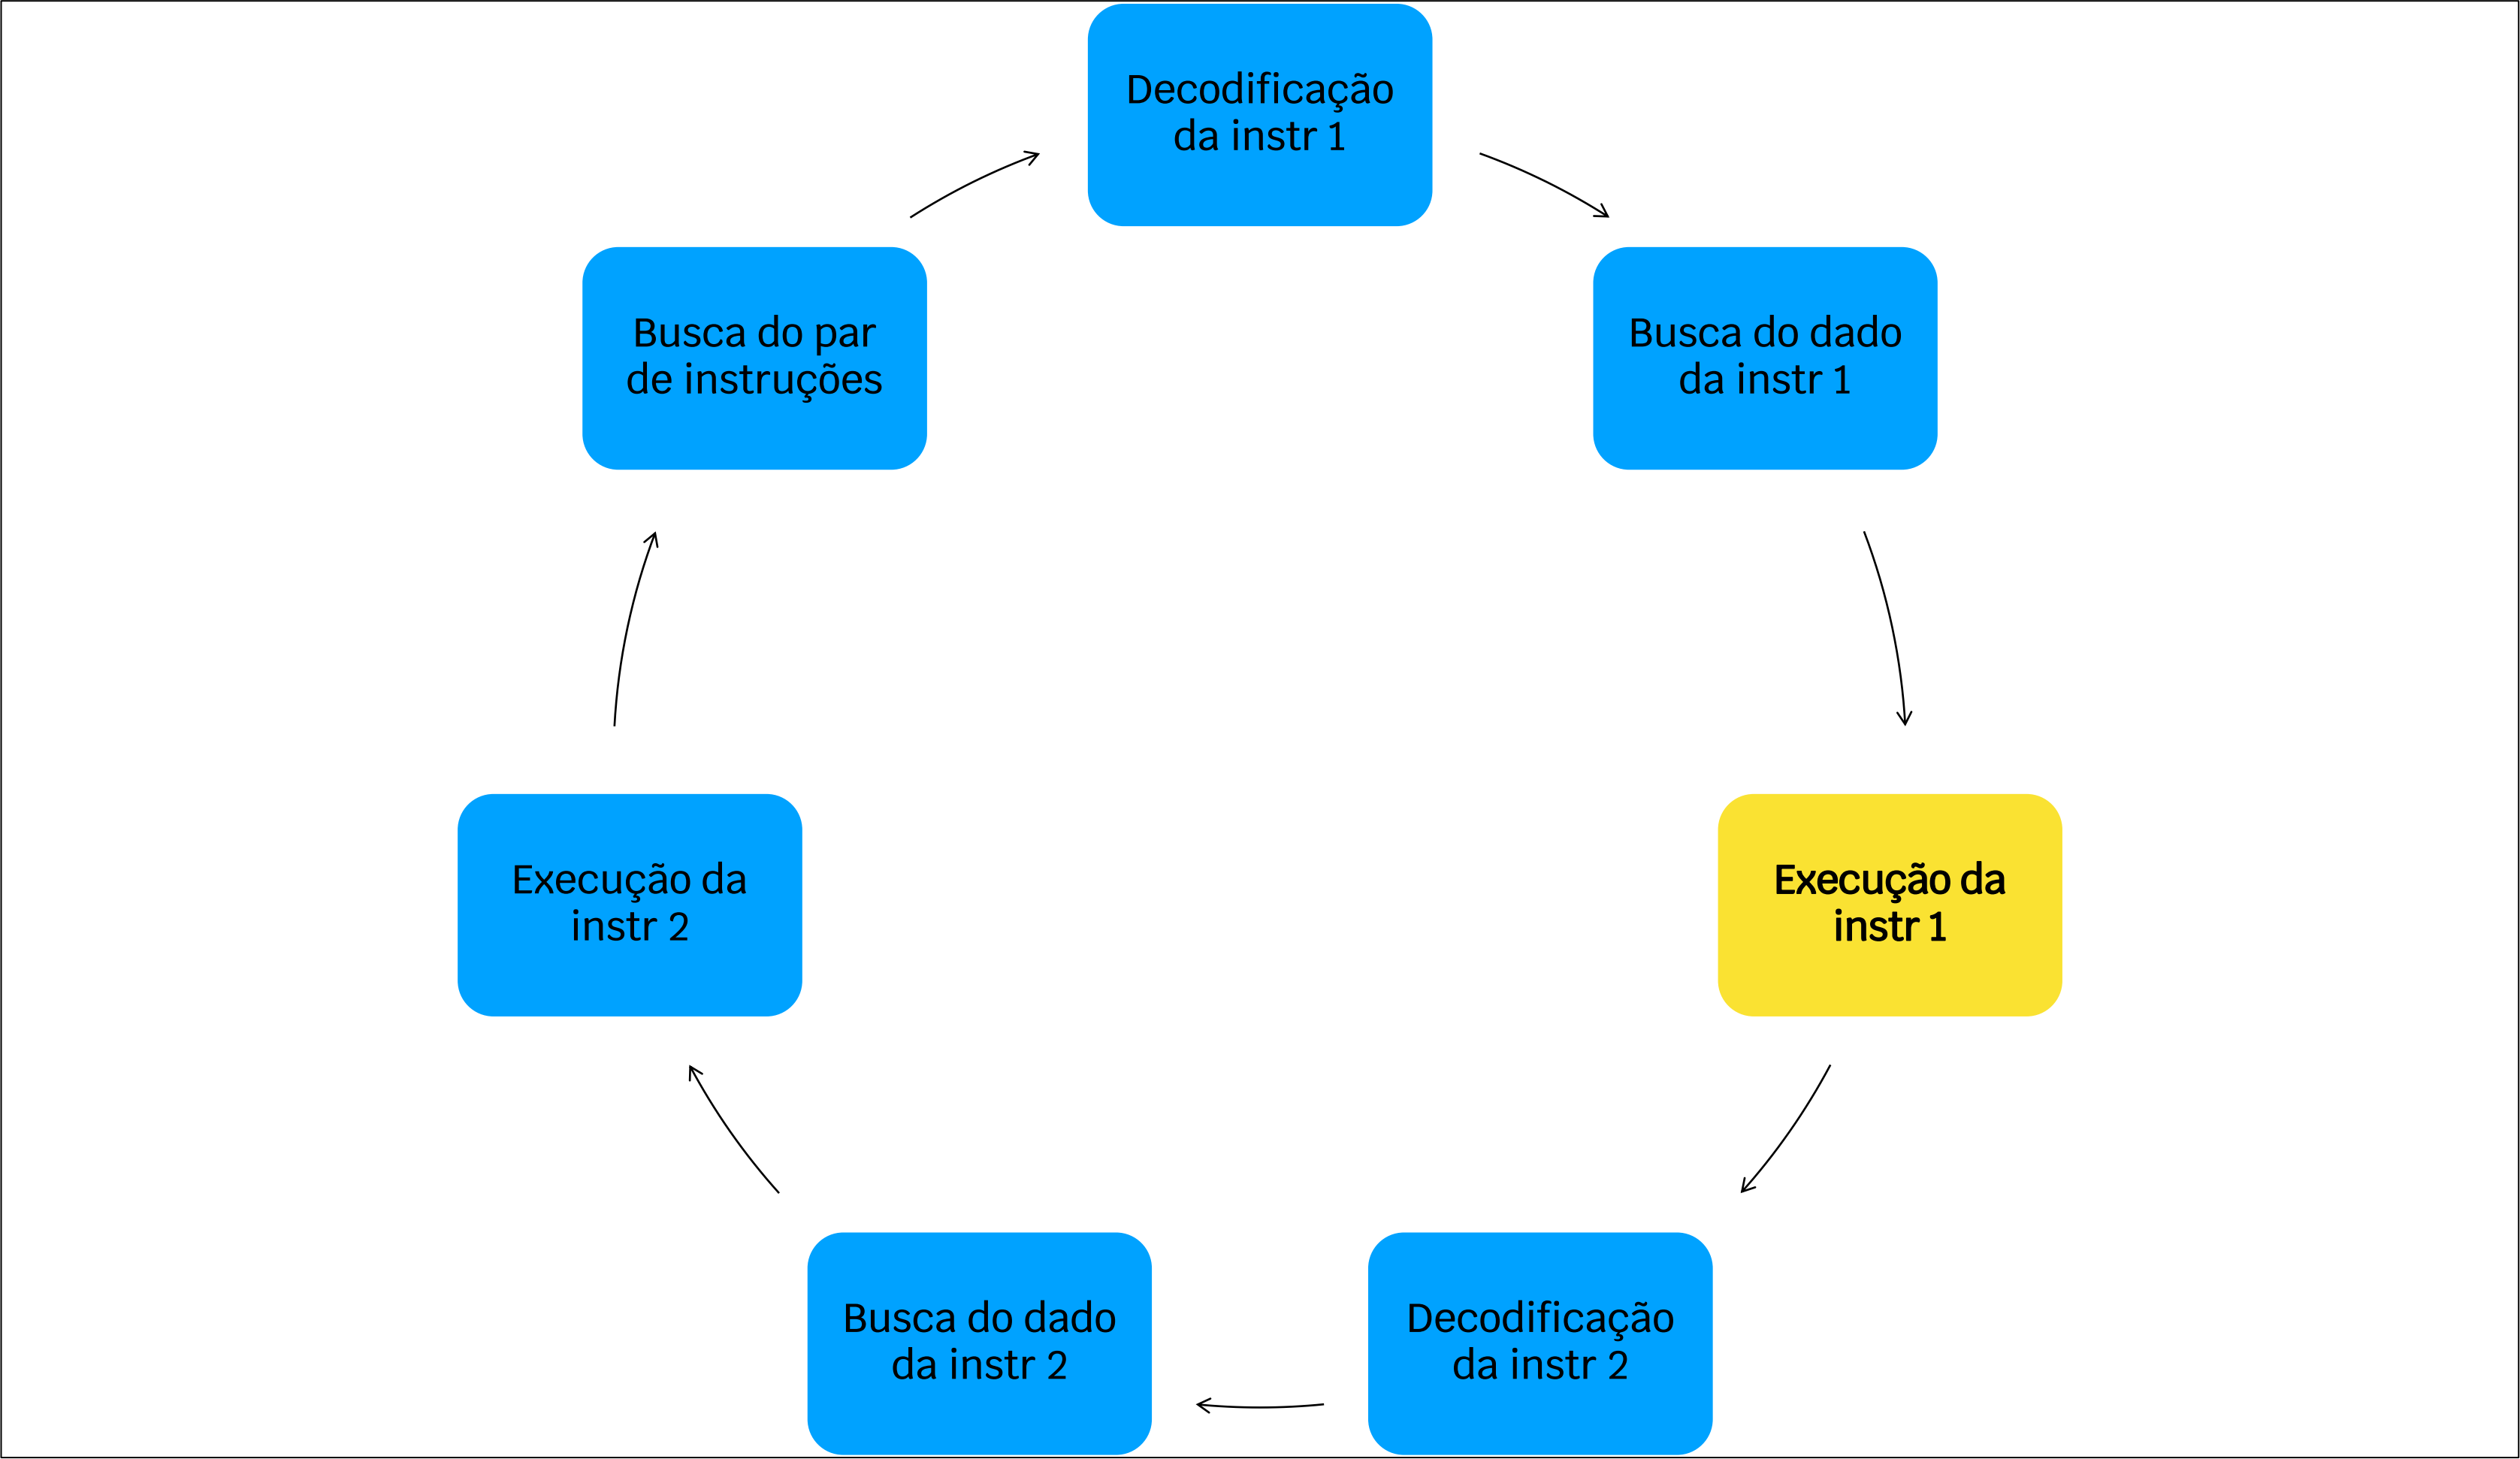 Decodificação
da instr 1
Busca do par
de instruções
Busca do dado
da instr 1
Execução da
instr 2
Execução da
instr 1
Busca do dado
da instr 2
Decodificação
da instr 2